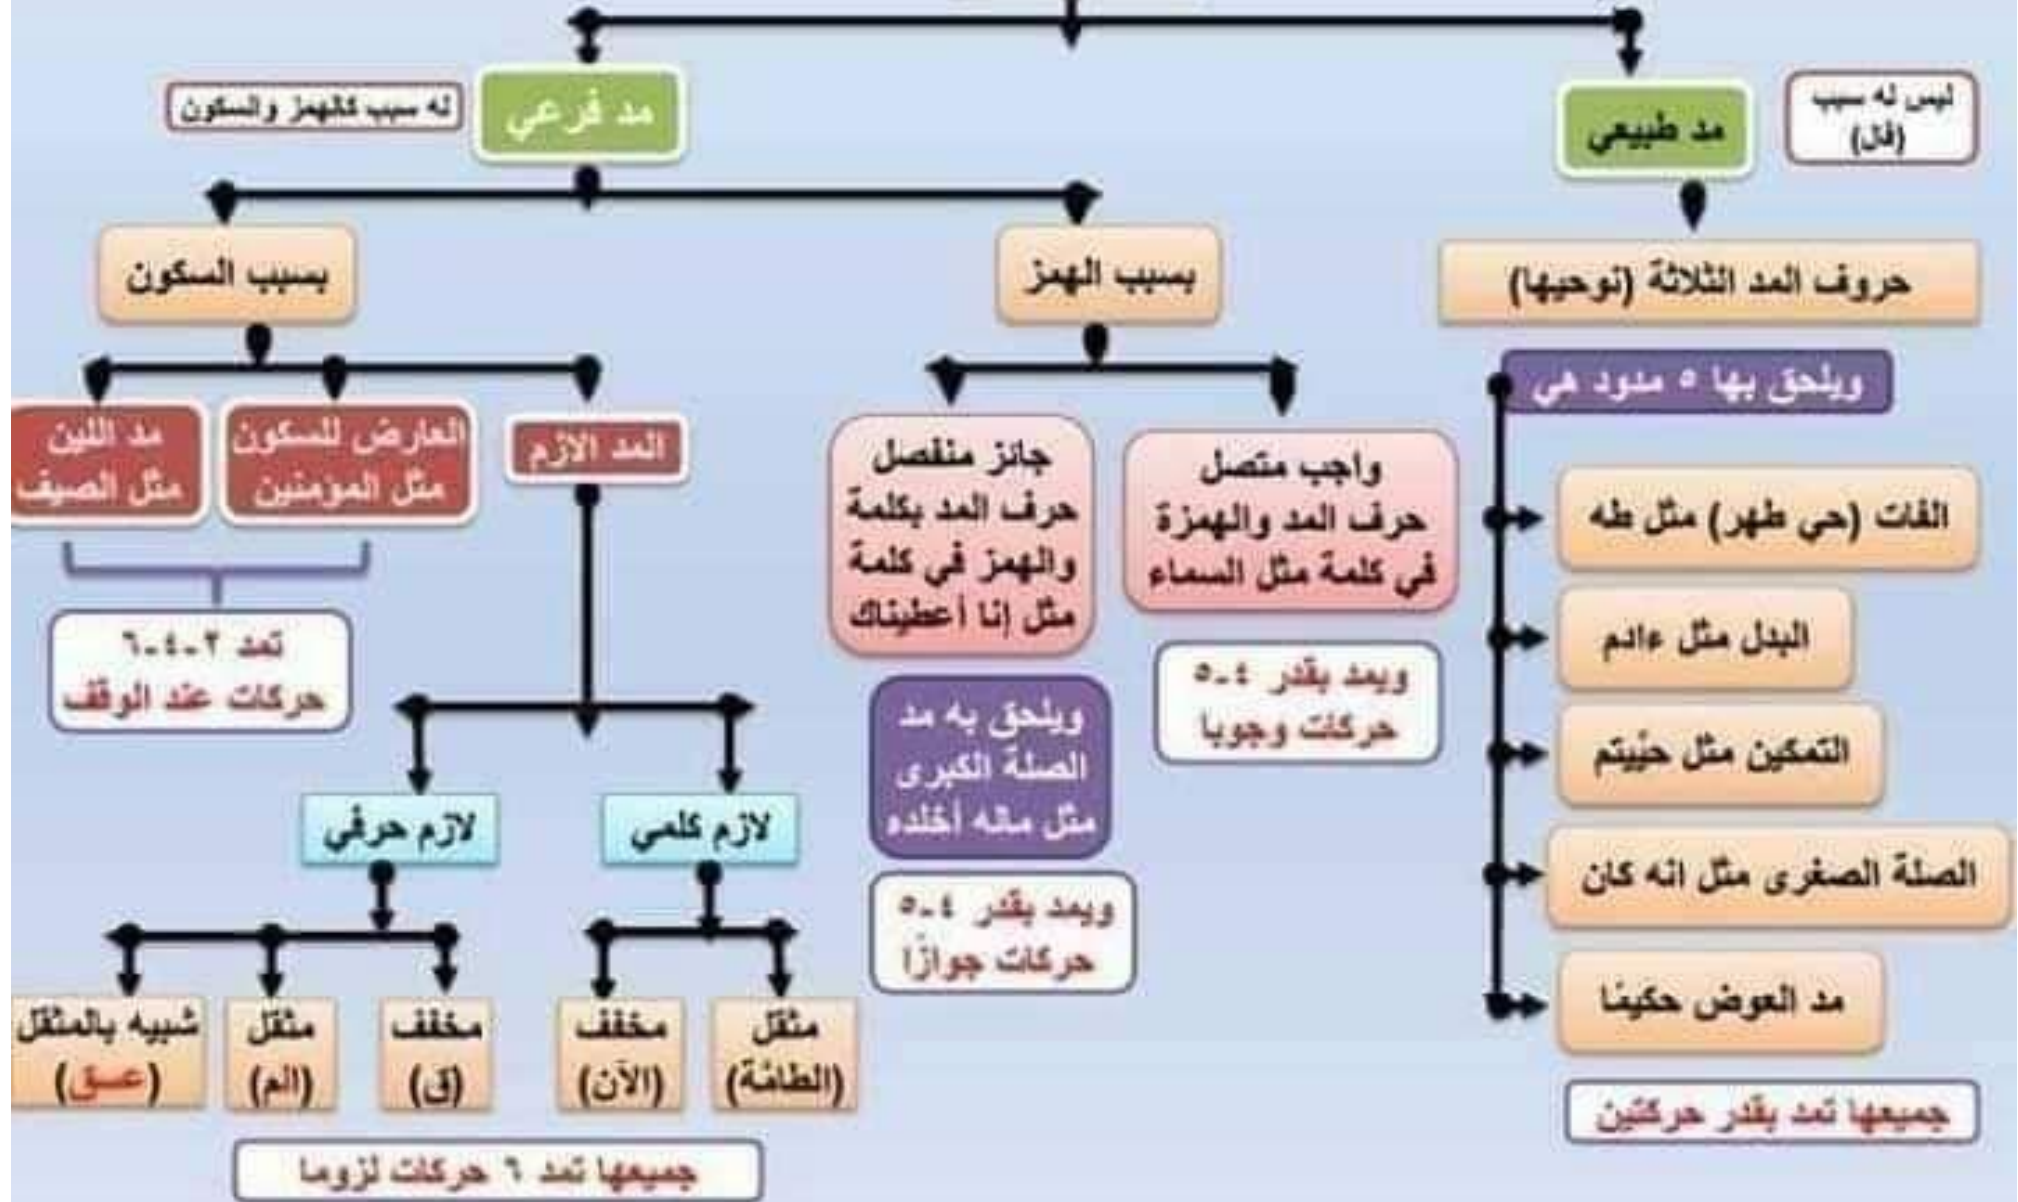 ليس له سبب
(قال)
مد طبيعي
مد فرعي
له سبب كالهمز والسكون
حروف المد الثلاثة (نوحيها)
بسبب الهمز
بسبب السكون
ويلحق بها ٥ مدود هي
الفات (حي طهر) مثل طه
البدل مثل ءادم
التمكين مثل حييتم
الصلة الصغرى مثل انه كان
مد العوض حكيما
جميعها تمد بقدر حركتين
واجب متصل
حرف المد والهمزة
في كلمة مثل السماء
ويمد بقدر ٤-٥
حركات وجوبا
جائز منفصل
حرف المد بكلمة
والهمز في كلمة
مثل إنا أعطيناك
ويلحق به مد
الصلة الكبرى
مثل ماله أخلده
ويمد بقدر ٤-٥
حركات جوازًا
المد الازم
العارض للسكون
مثل المؤمنين
مد اللين
مثل الصيف
تمد ٢-٤-٦
حركات عند الوقف
لازم كلمي
لازم حرفي
مثقل
(الطامّة)
مخفف
(الآن)
مخفف
(ق)
مثقل
(الم)
شبيه بالمثقل
(عسق)
جميعها تمد ٦ حركات لزوما